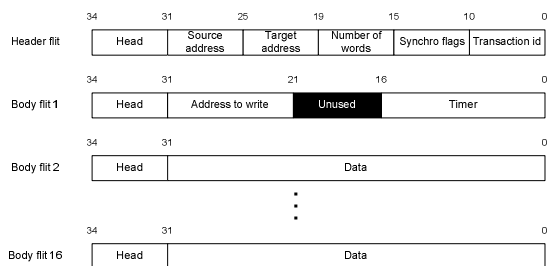 34 31 25 19 15 10 0
Header flit Head Source address Target address Number of words Synchro flags Transaction id
34 31 21 16 0
Body flit 1 Head Address to write Unused Timer
34 31 0
Body flit 2 Head Data
34 31 0
Body flit 16 Head Data